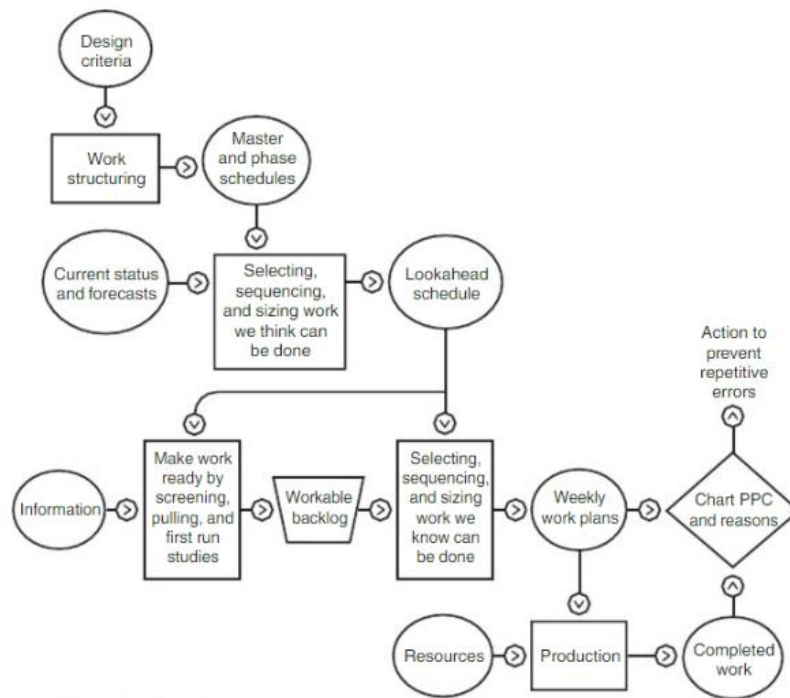 Design
criteria
Work
structuring
Master
and phase
schedules
Current status
and forecasts
Selecting,
sequencing,
and sizing work
we think can
be done
Lookahead
schedule
Action to
prevent
repetitive
errors
Information
Make work
ready by
screening,
pulling, and
first run
studies
Workable
backlog
Selecting,
sequencing,
and sizing
work we
know can be
done
Weekly
work plans
Chart PPC
and reasons
Resources
Production
Completed
work